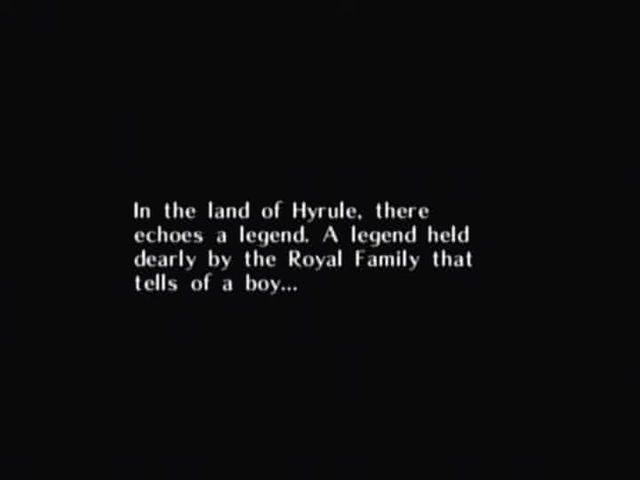 In the land of Hyrule, there
echoes a legend. A legend held
dearly by the Royal Family that
tells of a boy...